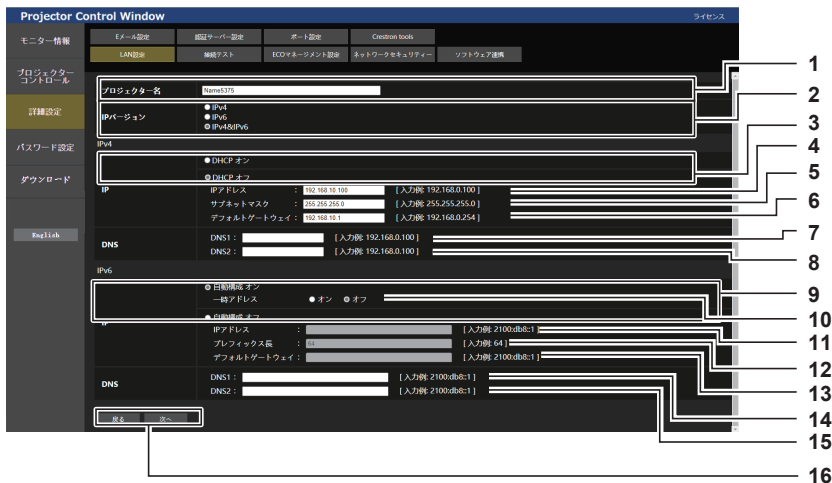 Projector Control Window
ライセンス
モニター情報
プロジェクター
コントロール
詳細設定
パスワード設定
ダウンロード
English
Eメール設定 認証サーバー設定 ポート設定 Crestron tools
LAN設定 接続テスト ECOマネージメント設定 ネットワークセキュリティー ソフトウェア連携
プロジェクター名 Name5375
IPバージョン
IPv4
IPv6
IPv4&IPv6
IPv4
DHCP オン
DHCP オフ
IP
IPアドレス : 192.168.10.100 [ 入力例: 192.168.0.100 ]
サブネットマスク : 255.255.255.0 [ 入力例: 255.255.255.0 ]
デフォルトゲートウェイ : 192.168.10.1 [ 入力例: 192.168.0.254 ]
DNS
DNS1 : [ 入力例: 192.168.0.100 ]
DNS2 : [ 入力例: 192.168.0.100 ]
IPv6
自動構成 オン
一時アドレス オン オフ
自動構成 オフ
IP
IPアドレス : [ 入力例: 2100:db8::1 ]
プレフィックス長 : 64 [ 入力例: 64 ]
デフォルトゲートウェイ : [ 入力例: 2100:db8::1 ]
DNS
DNS1 : [ 入力例: 2100:db8::1 ]
DNS2 : [ 入力例: 2100:db8::1 ]
戻る 次へ
1
2
3
4
5
6
7
8
9
10
11
12
13
14
15
16